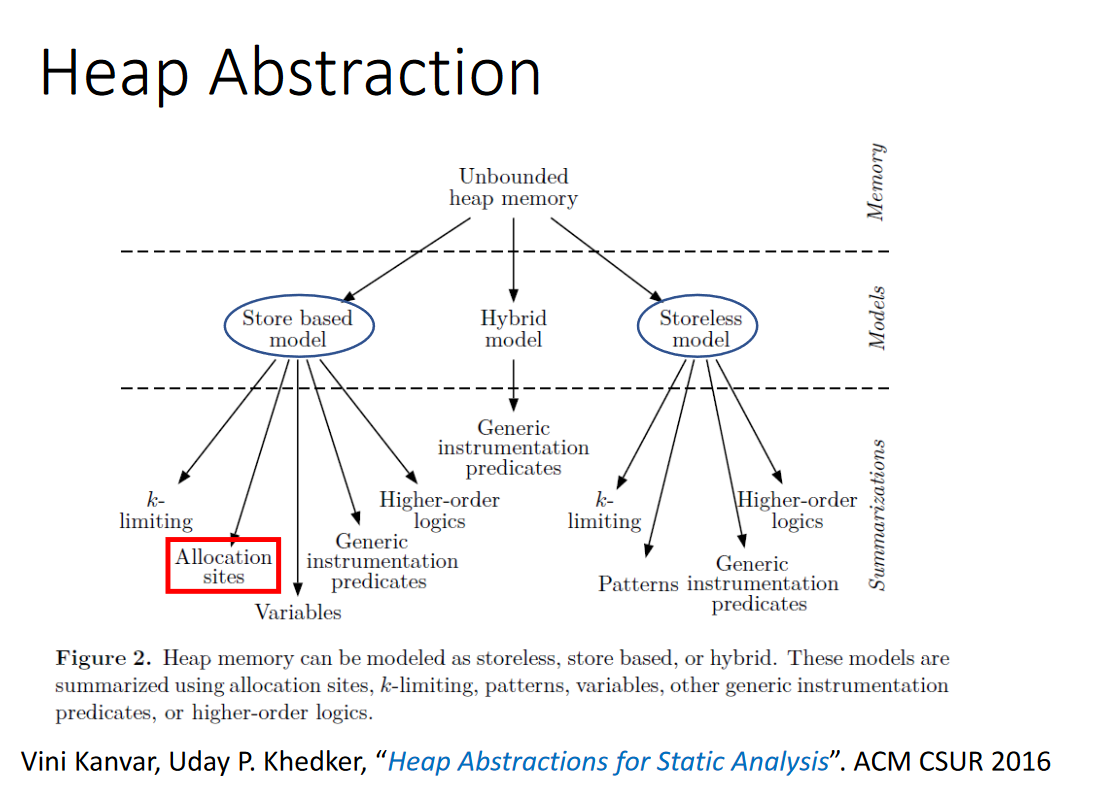 Heap Abstraction
Unbounded
heap memory
Memory
Store based
model
Hybrid
model
Storeless
model
Models
Generic
instrumentation
predicates
k-
limiting
Allocation
sites
Variables
Generic
instrumentation
predicates
Higher-order
logics
k-
limiting
Patterns
Generic
instrumentation
predicates
Higher-order
logics
Summarizations
Figure 2. Heap memory can be modeled as storeless, store based, or hybrid. These models are
summarized using allocation sites, k-limiting, patterns, variables, other generic instrumentation
predicates, or higher-order logics.
Vini Kanvar, Uday P. Khedker, “Heap Abstractions for Static Analysis”. ACM CSUR 2016